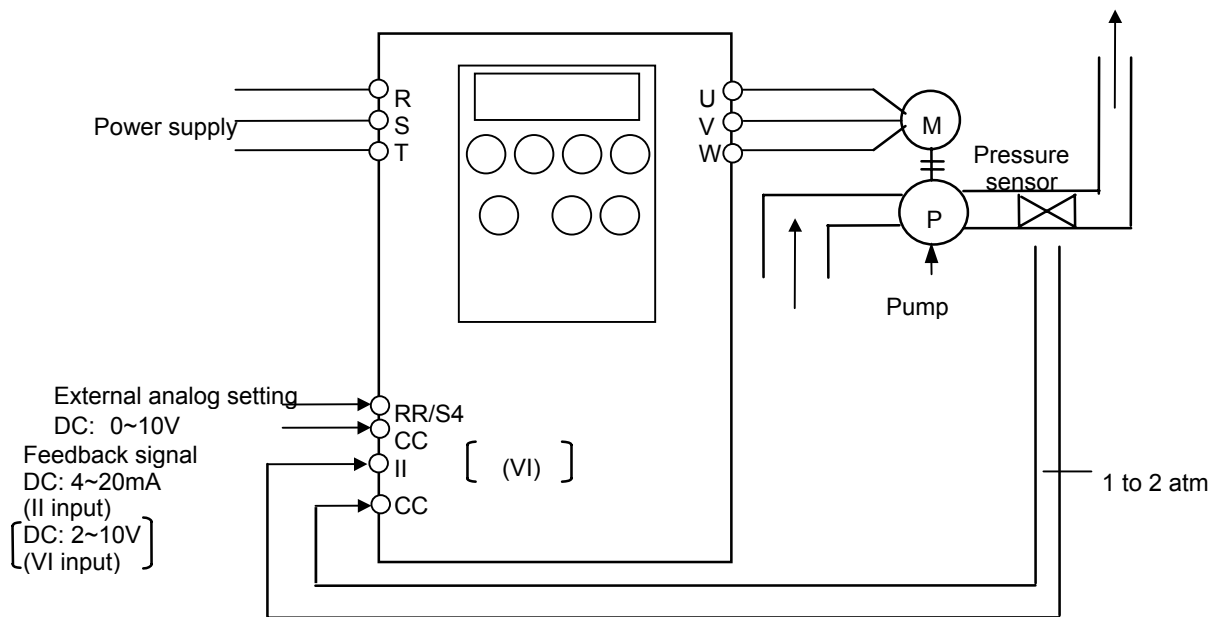 R
U
S
V
T
W
Power supply
M
Pressure
sensor
P
Pump
External analog setting
DC: 0~10V
Feedback signal
DC: 4~20mA
(II input)
DC: 2~10V
(VI input)
RR/S4
CC
II
(VI)
CC
1 to 2 atm